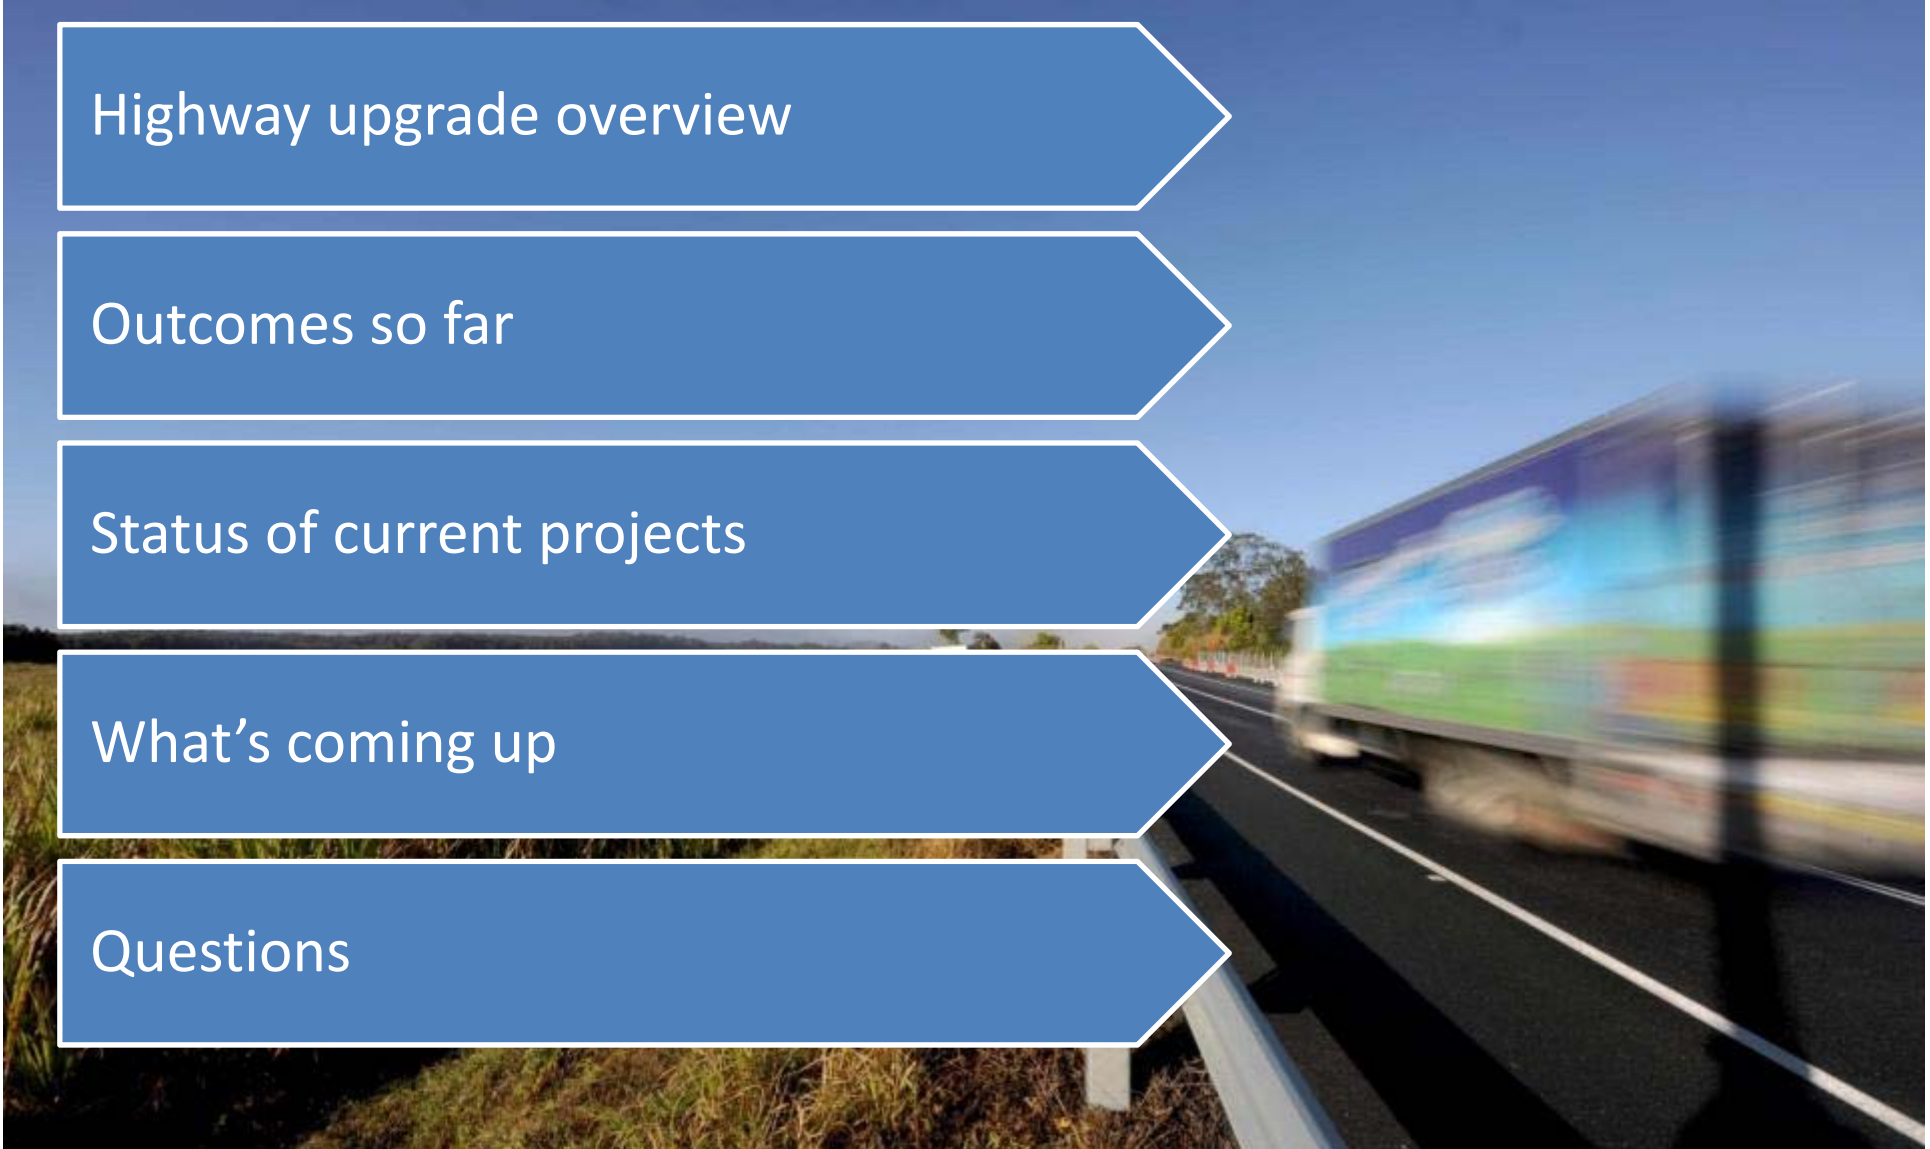 Highway upgrade overview
Outcomes so far
Status of current projects
What’s coming up
Questions